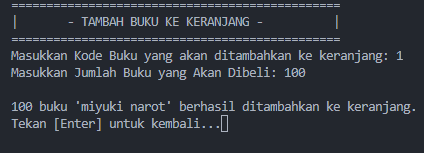 ===============================================
|       - TAMBAH BUKU KE KERANJANG -          |
===============================================
Masukkan Kode Buku yang akan ditambahkan ke keranjang: 1
Masukkan Jumlah Buku yang Akan Dibeli: 100
100 buku 'miyuki narot' berhasil ditambahkan ke keranjang.
Tekan [Enter] untuk kembali...